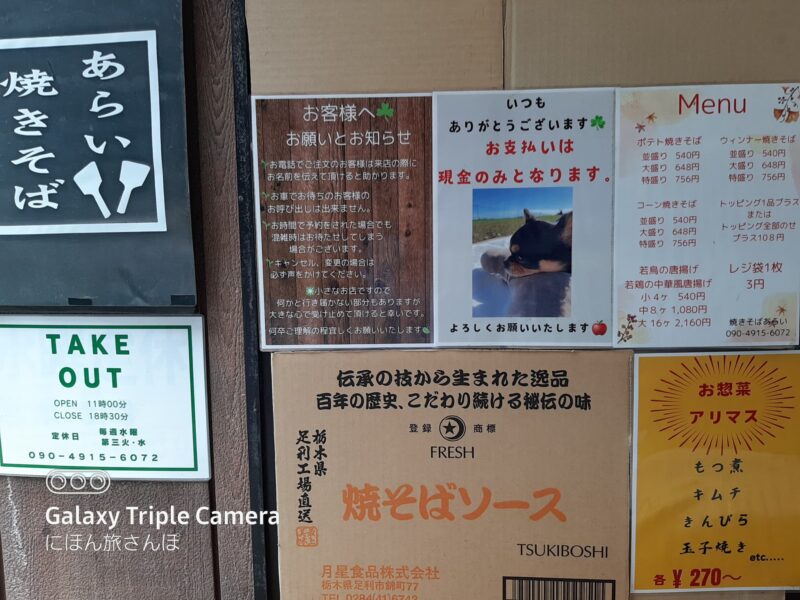 あらい
焼きそば
TAKE
OUT
OPEN 11時00分
CLOSE 18時30分
定休日 毎週水曜
第三火・水
090-4915-6072
お客様へ
お願いとお知らせ
お電話でご注文のお客様は来店の際に
お名前を伝えて頂けると助かります。
お車でお待ちのお客様の
お呼び出しは出来ません。
お時間で予約をされた場合でも
混雑時はお待たせしてしまう
場合がございます。
キャンセル、変更の場合は
必ず声をかけてください。
小さなお店ですので
何かと行き届かない部分もありますが
大きな心で受け止めて頂けると幸いです。
何卒ご理解の程宜しくお願いいたします
いつも
ありがとうございます
お支払いは
現金のみとなります。
よろしくお願いいたします
Menu
ポテト焼きそば
並盛り 540円
大盛り 648円
特盛り 756円
ウィンナー焼きそば
並盛り 540円
大盛り 648円
特盛り 756円
コーン焼きそば
並盛り 540円
大盛り 648円
特盛り 756円
トッピング1品プラス
または
トッピング全部のせ
プラス108円
若鳥の唐揚げ
若鶏の中華風唐揚げ
小4ヶ 540円
中8ヶ 1,080円
大16ヶ 2,160円
レジ袋1枚
3円
焼きそばあらい
090-4915-6072
伝承の技から生まれた逸品
百年の歴史、こだわり続ける秘伝の味
登録 商標
FRESH
栃木県
足利工場直送
焼そばソース
TSUKIBOSHI
月星食品株式会社
栃木県足利市錦町77
TEL 0284(41)6743
お惣菜
アリマス
もつ煮
キムチ
きんぴら
玉子焼き
etc.....
各¥270～
Galaxy Triple Camera
にほん旅さんぽ